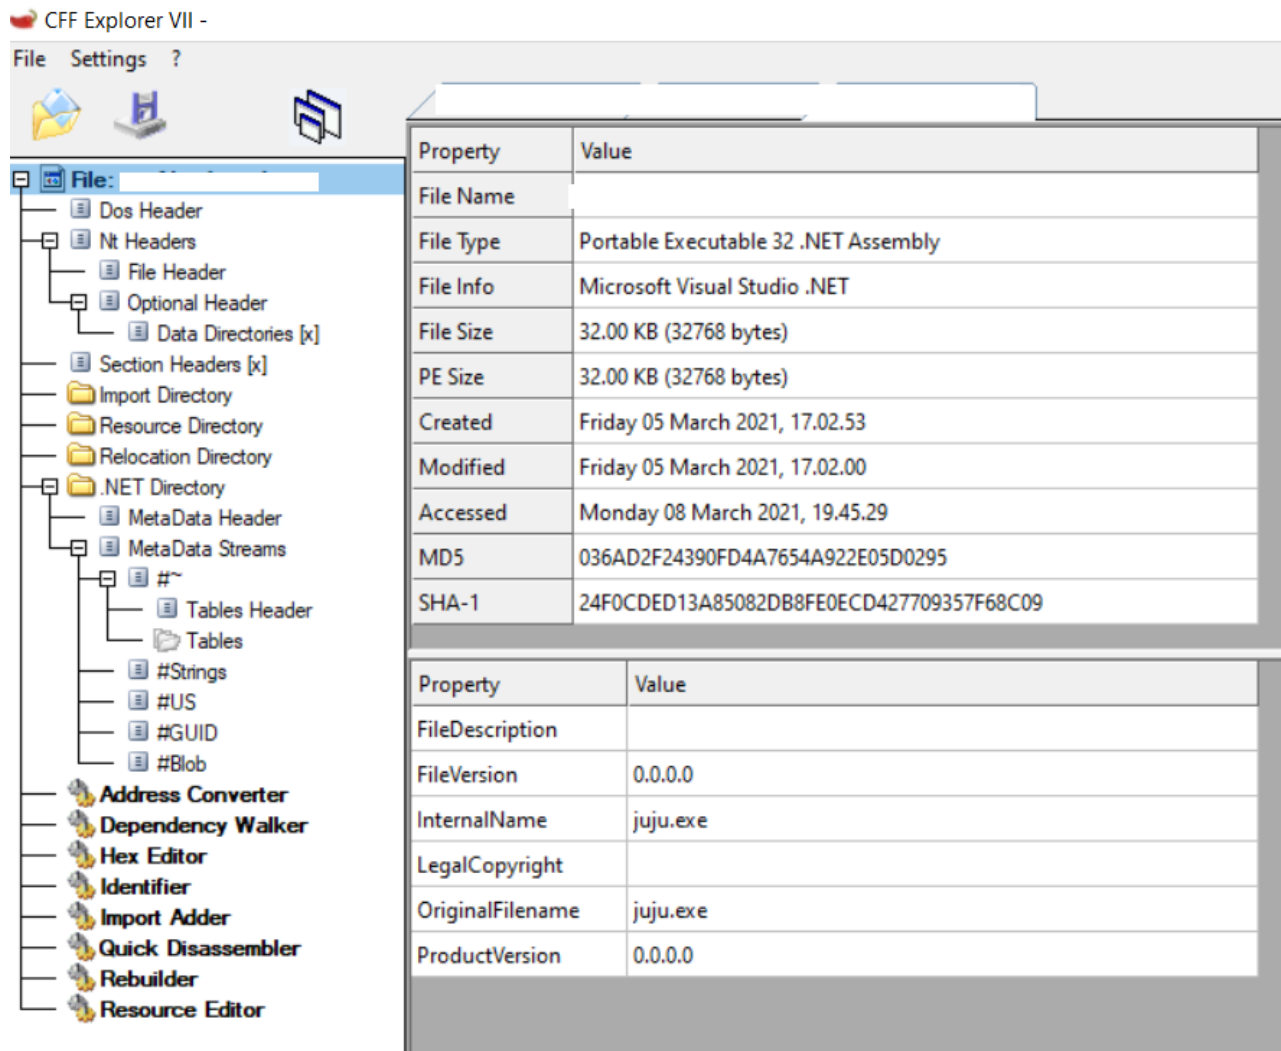 CFF Explorer VII -
File Settings ?
File:
Dos Header
Nt Headers
File Header
Optional Header
Data Directories [x]
Section Headers [x]
Import Directory
Resource Directory
Relocation Directory
.NET Directory
MetaData Header
MetaData Streams
#~
Tables Header
Tables
#Strings
#US
#GUID
#Blob
Address Converter
Dependency Walker
Hex Editor
Identifier
Import Adder
Quick Disassembler
Rebuilder
Resource Editor
Property Value
File Name
File Type Portable Executable 32 .NET Assembly
File Info Microsoft Visual Studio .NET
File Size 32.00 KB (32768 bytes)
PE Size 32.00 KB (32768 bytes)
Created Friday 05 March 2021, 17.02.53
Modified Friday 05 March 2021, 17.02.00
Accessed Monday 08 March 2021, 19.45.29
MD5 036AD2F24390FD4A7654A922E05D0295
SHA-1 24F0CDED13A85082DB8FE0ECD427709357F68C09
Property Value
FileDescription
FileVersion 0.0.0.0
InternalName juju.exe
LegalCopyright
OriginalFilename juju.exe
ProductVersion 0.0.0.0